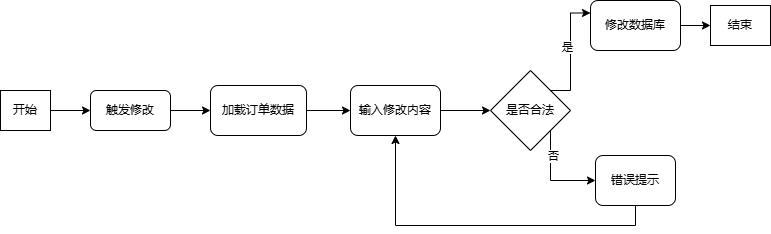 开始
触发修改
加载订单数据
输入修改内容
是否合法
是
修改数据库
结束
否
错误提示